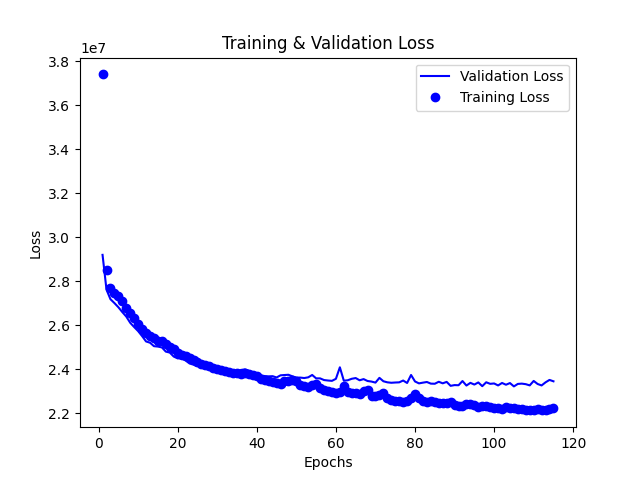 Training & Validation Loss
1e7
3.8
3.6
3.4
3.2
3.0
2.8
2.6
2.4
2.2
Loss
Validation Loss
Training Loss
0 20 40 60 80 100 120
Epochs